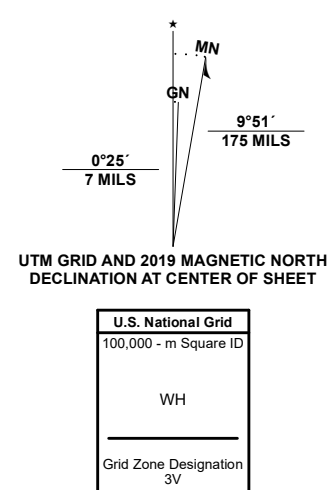 MN
GN
9°51´
175 MILS
0°25´
7 MILS
UTM GRID AND 2019 MAGNETIC NORTH
DECLINATION AT CENTER OF SHEET
U.S. National Grid
100,000 - m Square ID
WH
Grid Zone Designation
3V